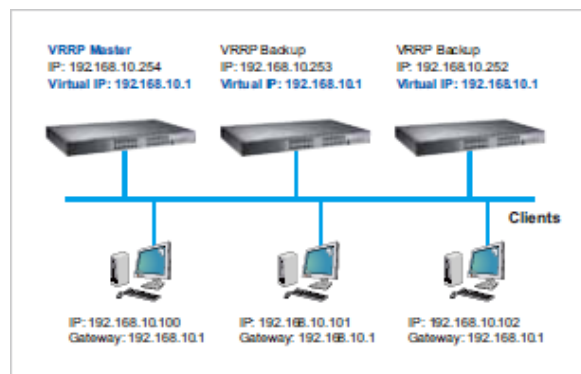 VRRP Master
IP: 192.168.10.254
Virtual IP: 192.168.10.1
VRRP Backup
IP: 192.168.10.253
Virtual IP: 192.168.10.1
VRRP Backup
IP: 192.168.10.252
Virtual IP: 192.168.10.1
Clients
IP: 192.168.10.100
Gateway: 192.168.10.1
IP: 192.168.10.101
Gateway: 192.168.10.1
IP: 192.168.10.102
Gateway: 192.168.10.1